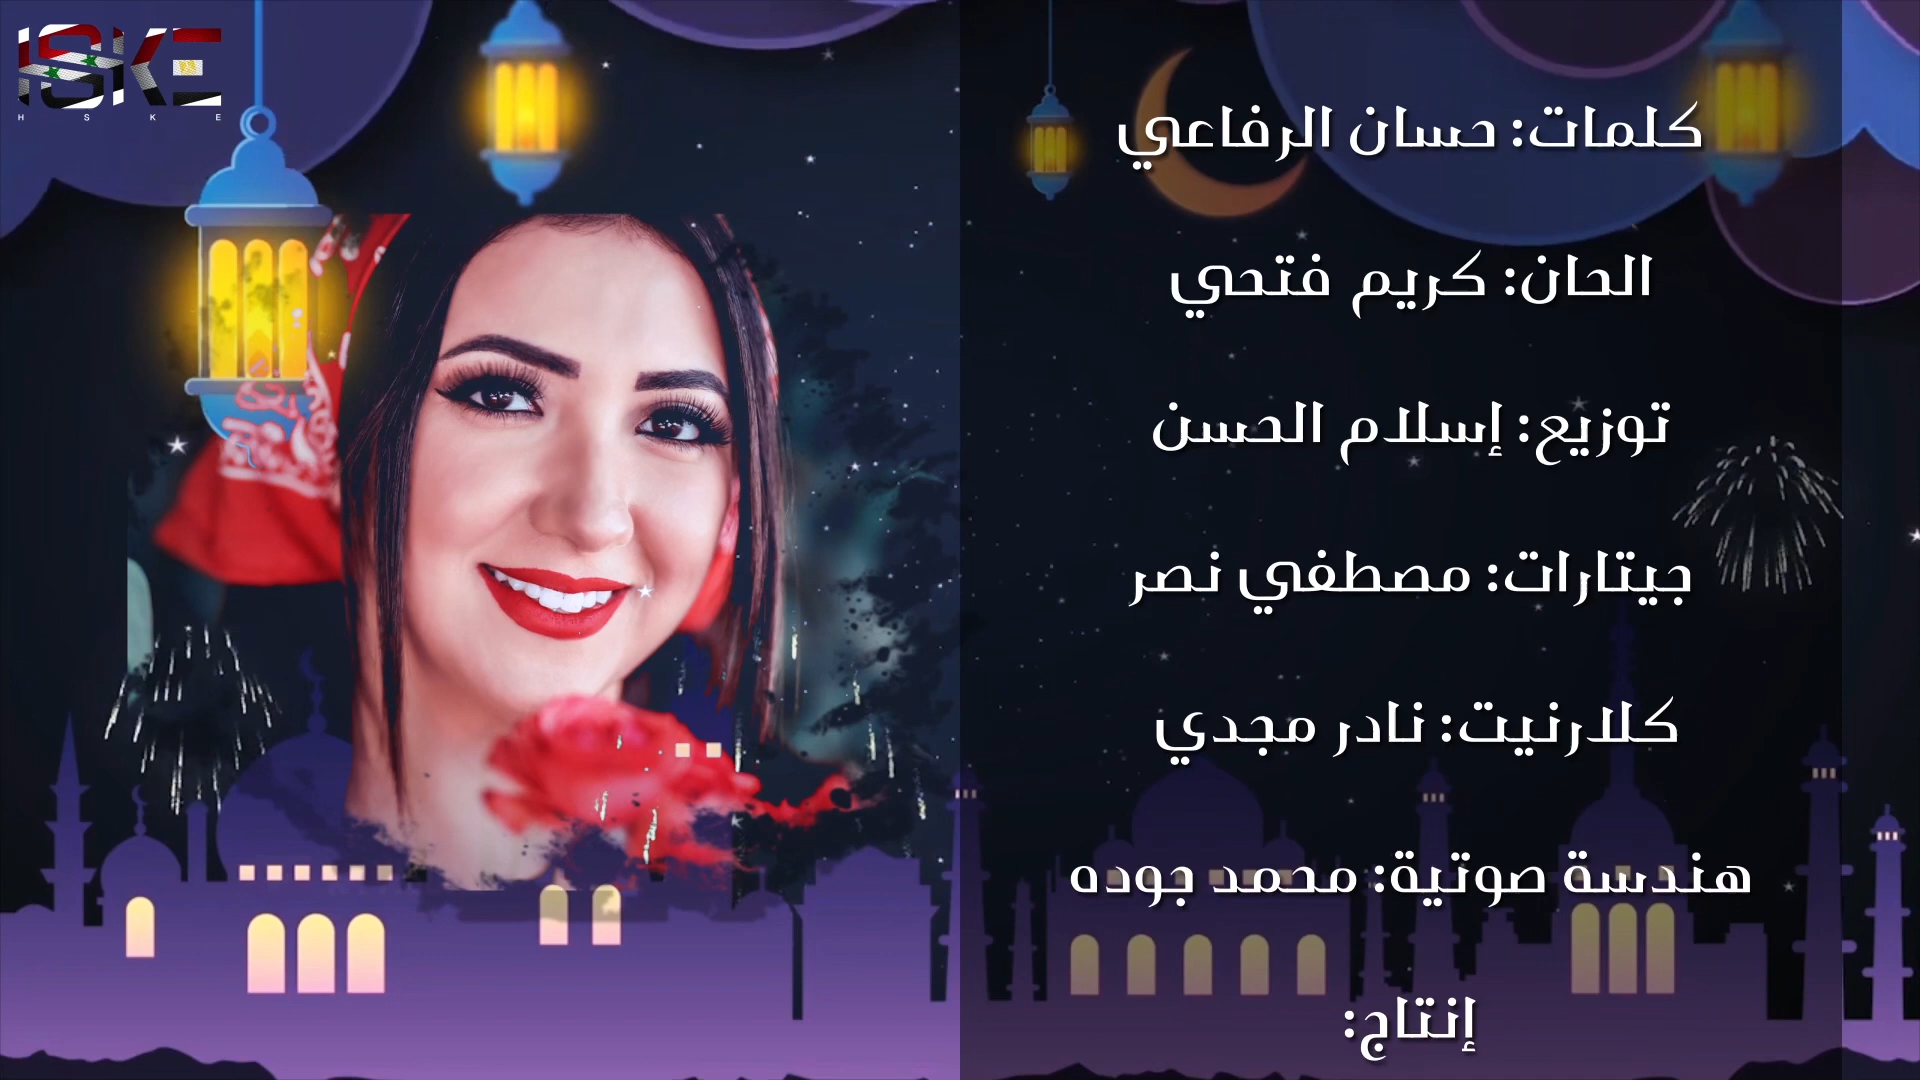 ISKE
H S K E
كلمات: حسان الرفاعي
الحان: كريم فتحي
توزيع: إسلام الحسن
جيتارات: مصطفي نصر
كلارنيت: نادر مجدي
هندسة صوتية: محمد جوده
إنتاج: